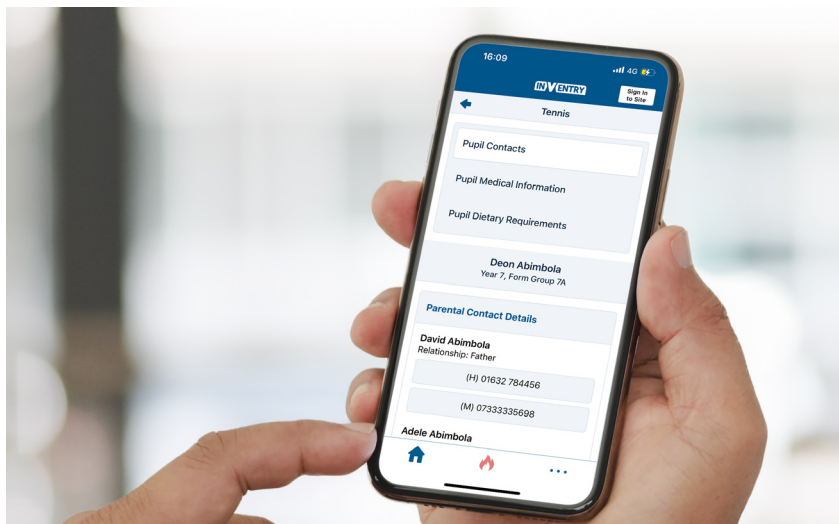 16:09
4G
INVENTRY
Sign In
to Site
Tennis
Pupil Contacts
Pupil Medical Information
Pupil Dietary Requirements
Deon Abimbola
Year 7, Form Group 7A
Parental Contact Details
David Abimbola
Relationship: Father
(H) 01632 784456
(M) 07333335698
Adele Abimbola